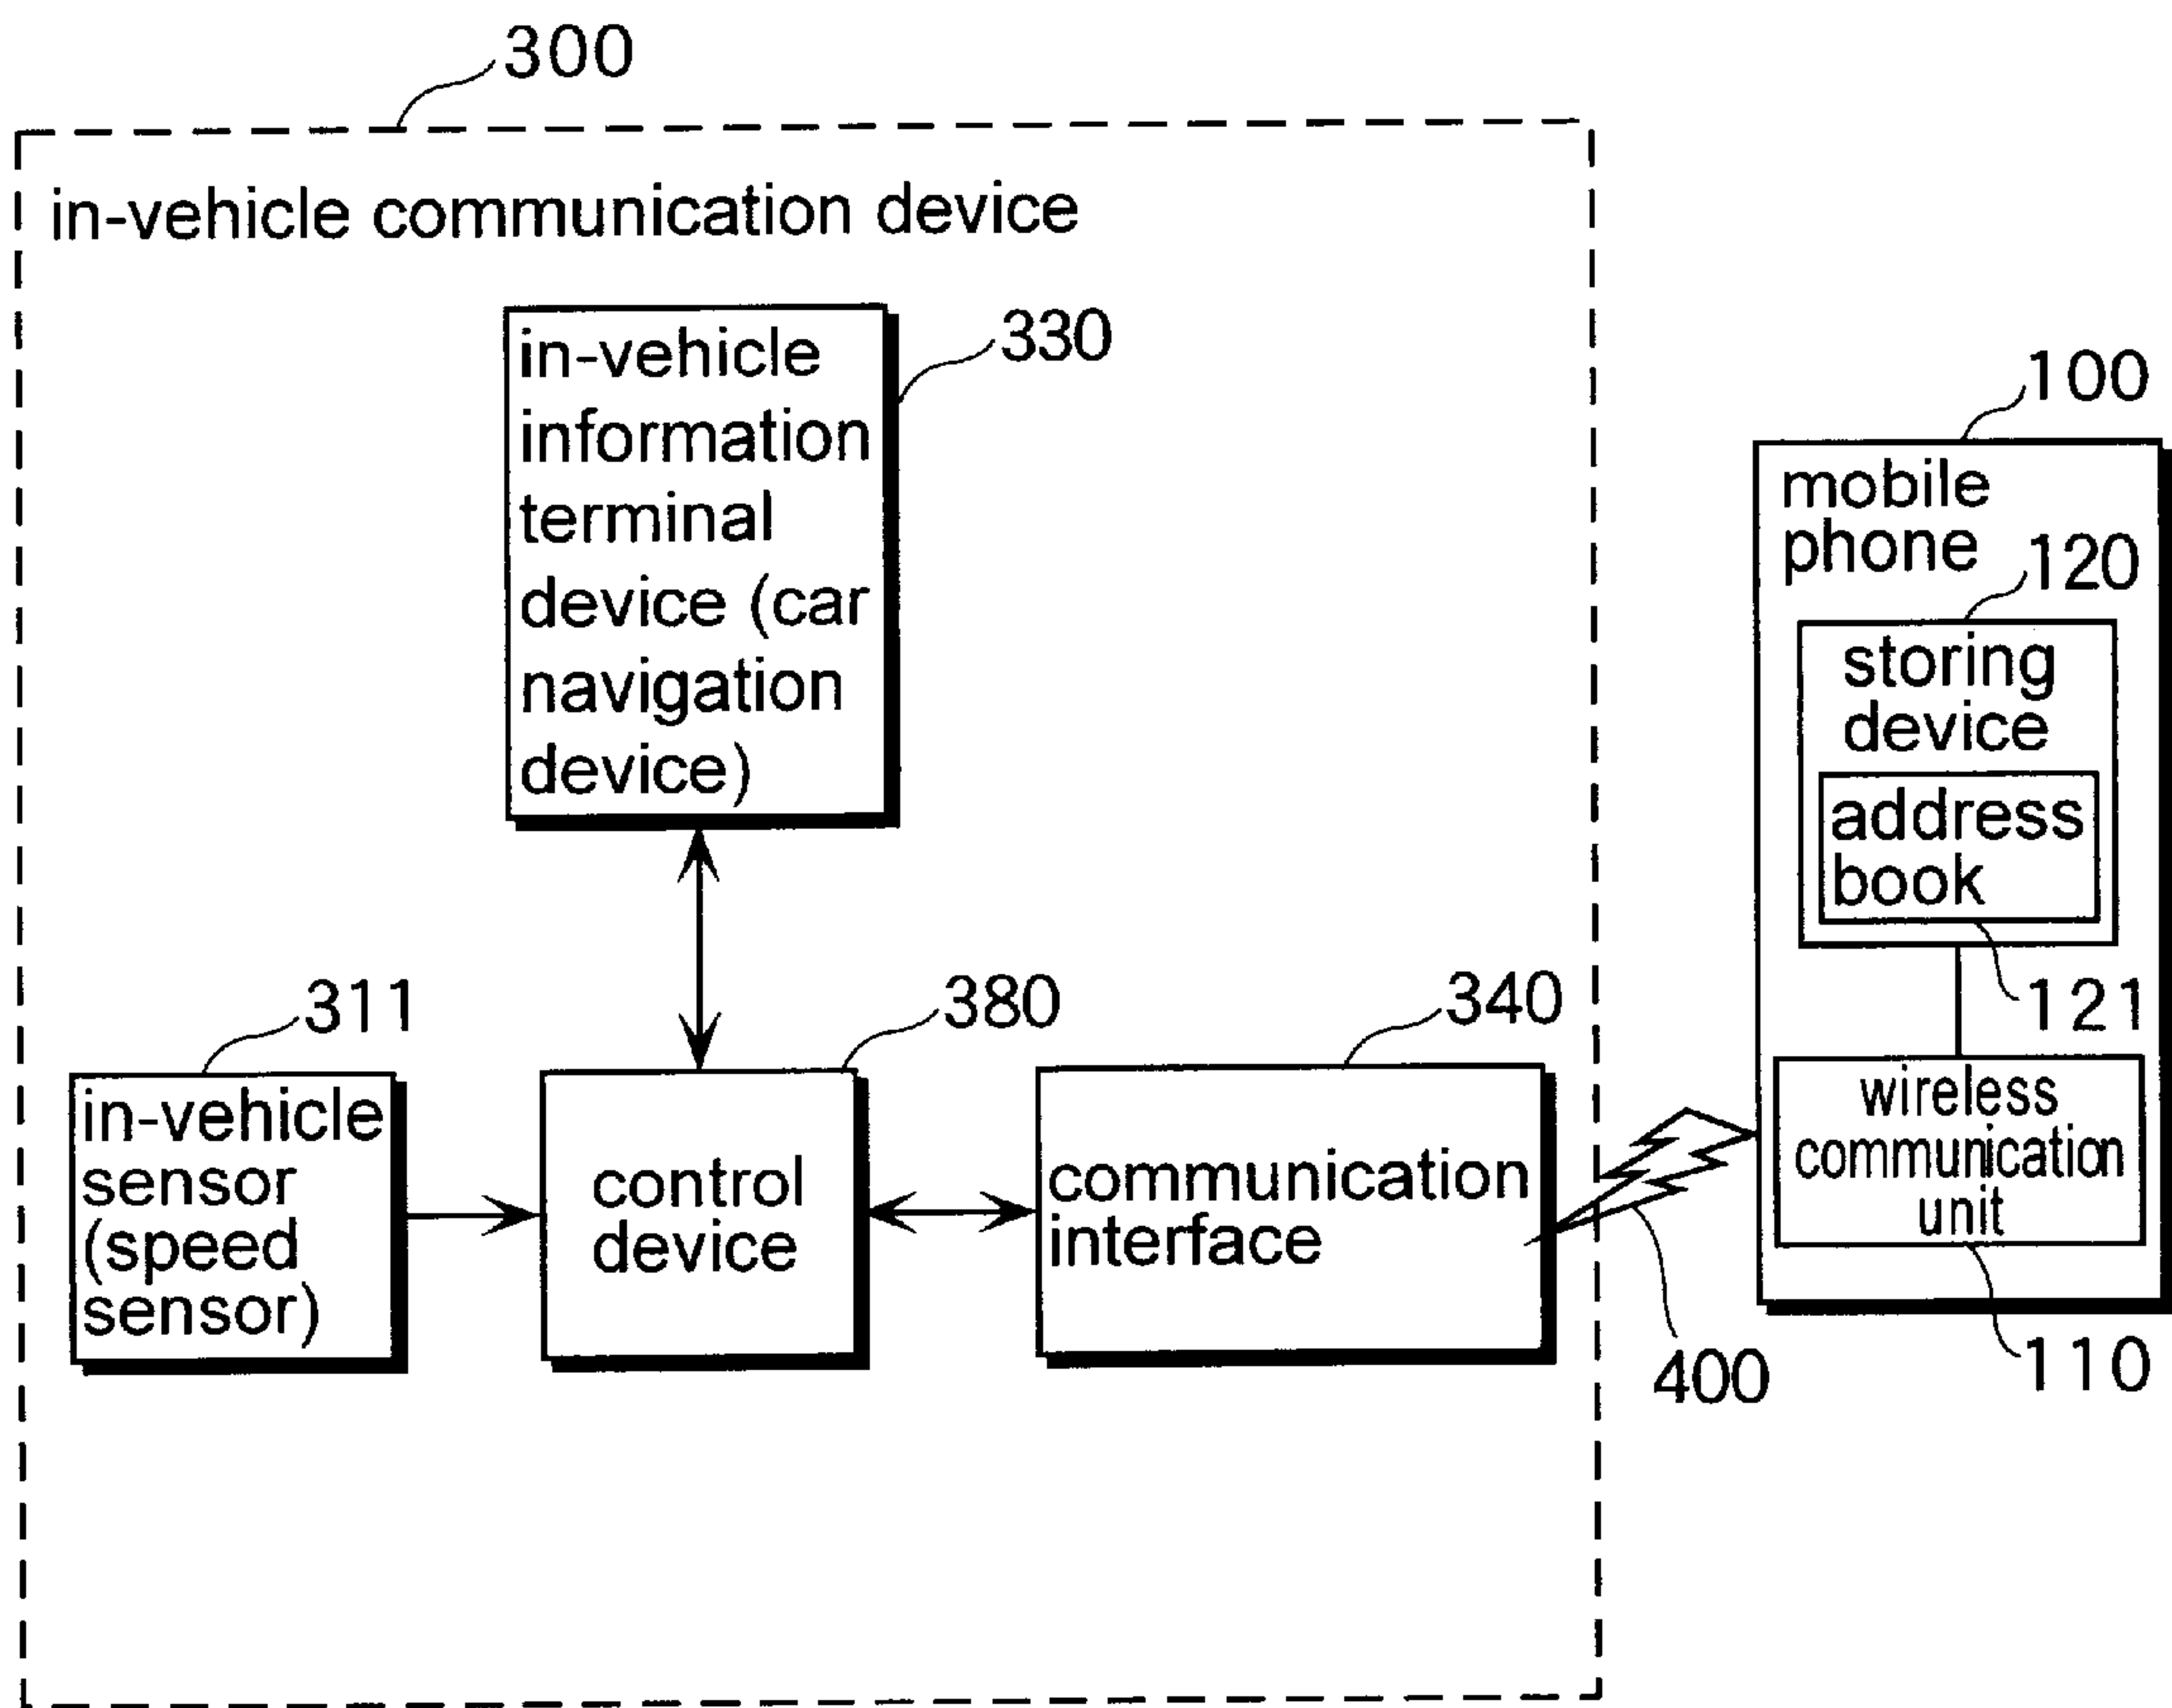 300
in-vehicle communication device
in-vehicle
information
terminal
device (car
navigation
device)
330
100
mobile
phone
120
storing
device
address
book
121
311
in-vehicle
sensor
(speed
sensor)
380
control
device
340
communication
interface
wireless
communication
unit
400
110